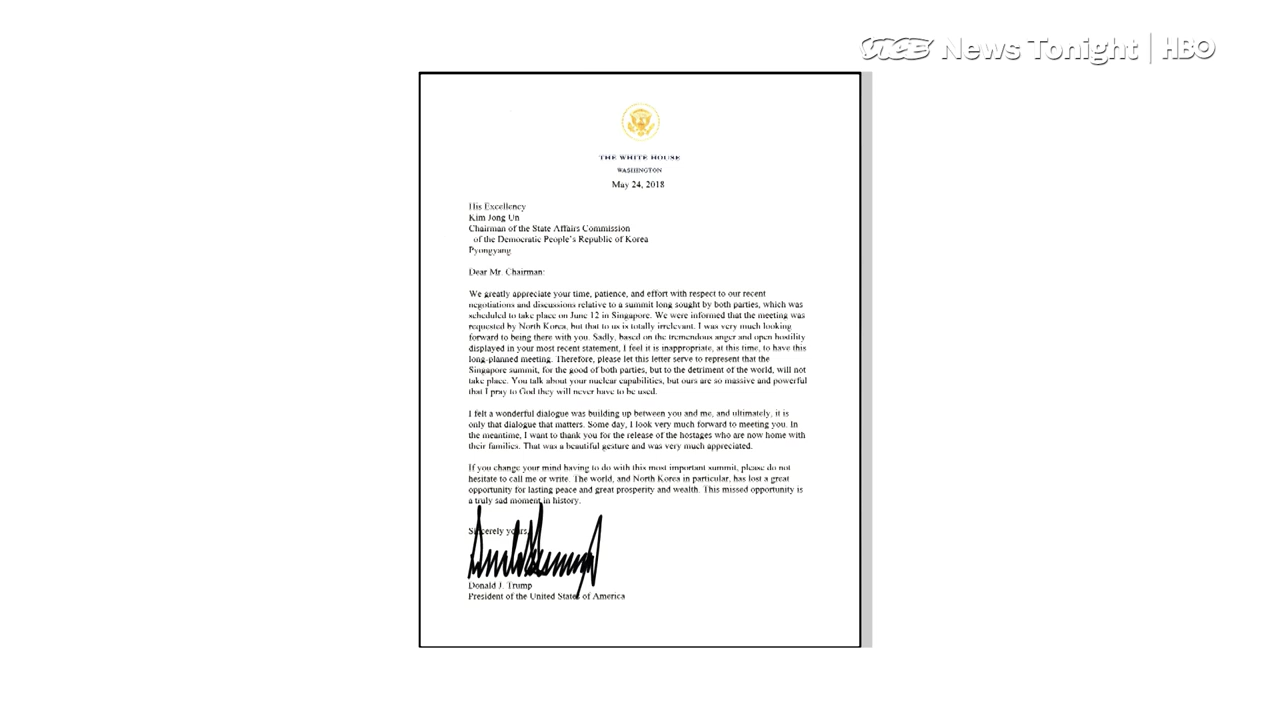 VICE News Tonight | HBO
THE WHITE HOUSE
WASHINGTON
May 24, 2018
His Excellency
Kim Jong Un
Chairman of the State Affairs Commission
of the Democratic People's Republic of Korea
Pyongyang
Dear Mr. Chairman:
We greatly appreciate your time, patience, and effort with respect to our recent
negotiations and discussions relative to a summit long sought by both parties, which was
scheduled to take place on June 12 in Singapore. We were informed that the meeting was
requested by North Korea, but that to us is totally irrelevant. I was very much looking
forward to being there with you. Sadly, based on the tremendous anger and open hostility
displayed in your most recent statement, I feel it is inappropriate, at this time, to have this
long-planned meeting. Therefore, please let this letter serve to represent that the
Singapore summit, for the good of both parties, but to the detriment of the world, will not
take place. You talk about your nuclear capabilities, but ours are so massive and powerful
that I pray to God they will never have to be used.
I felt a wonderful dialogue was building up between you and me, and ultimately, it is
only that dialogue that matters. Some day, I look very much forward to meeting you. In
the meantime, I want to thank you for the release of the hostages who are now home with
their families. That was a beautiful gesture and was very much appreciated.
If you change your mind having to do with this most important summit, please do not
hesitate to call me or write. The world, and North Korea in particular, has lost a great
opportunity for lasting peace and great prosperity and wealth. This missed opportunity is
a truly sad moment in history.
Sincerely yours,
Donald J. Trump
President of the United States of America